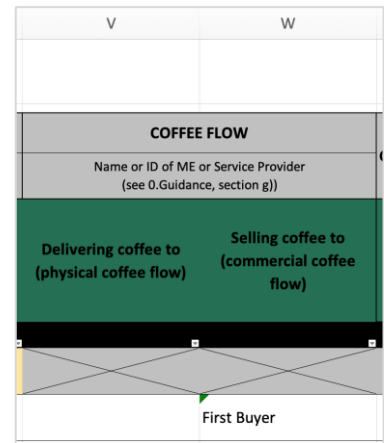 V
W
COFFEE FLOW
Name or ID of ME or Service Provider
(see 0.Guidance, section g))
Delivering coffee to
(physical coffee flow)
Selling coffee to
(commercial coffee
flow)
First Buyer